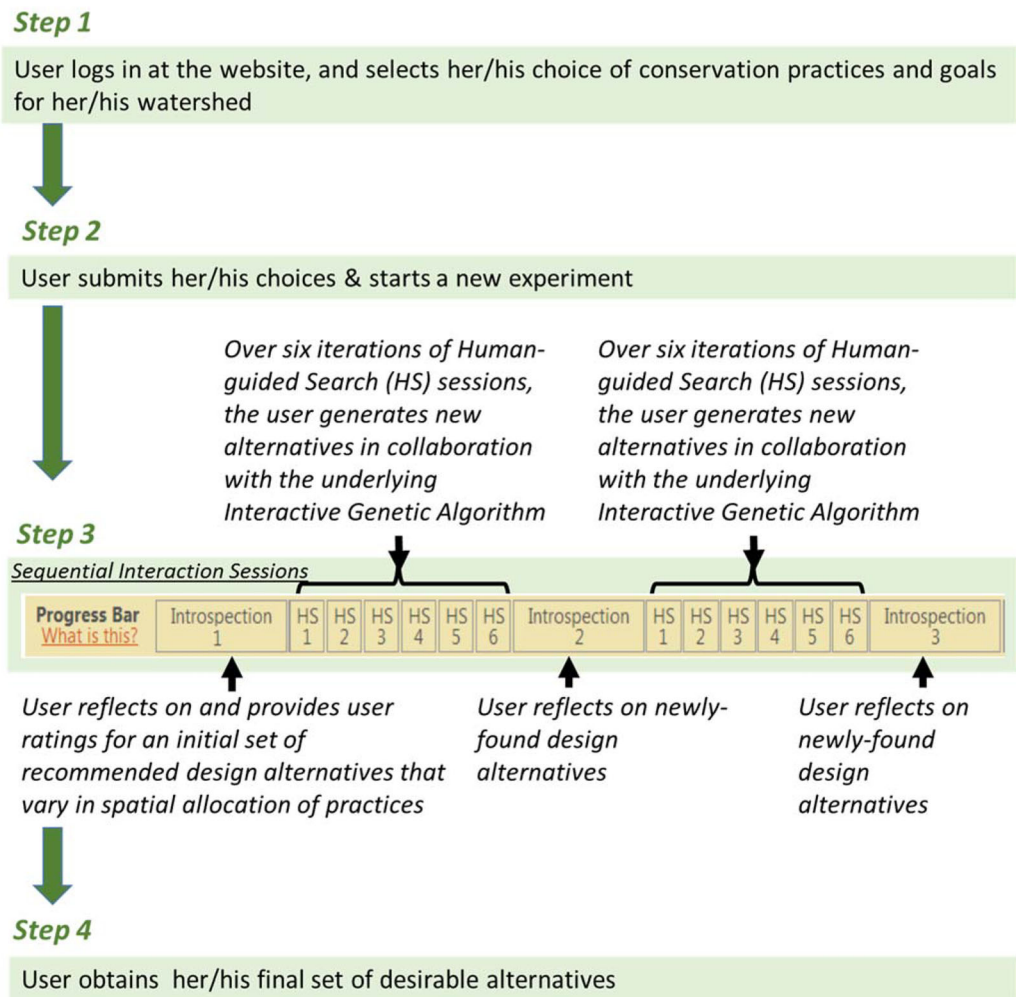 Step 1
User logs in at the website, and selects her/his choice of conservation practices and goals
for her/his watershed
Step 2
User submits her/his choices & starts a new experiment
Over six iterations of Human-
guided Search (HS) sessions,
the user generates new
alternatives in collaboration
with the underlying
Interactive Genetic Algorithm
Over six iterations of Human-
guided Search (HS) sessions,
the user generates new
alternatives in collaboration
with the underlying
Interactive Genetic Algorithm
Step 3
Sequential Interaction Sessions
Progress Bar
What is this?
Introspection
1
HS
1
HS
2
HS
3
HS
4
HS
5
HS
6
Introspection
2
HS
1
HS
2
HS
3
HS
4
HS
5
HS
6
Introspection
3
User reflects on and provides user
ratings for an initial set of
recommended design alternatives that
vary in spatial allocation of practices
User reflects on newly-
found design
alternatives
User reflects on
newly-found
design
alternatives
Step 4
User obtains her/his final set of desirable alternatives